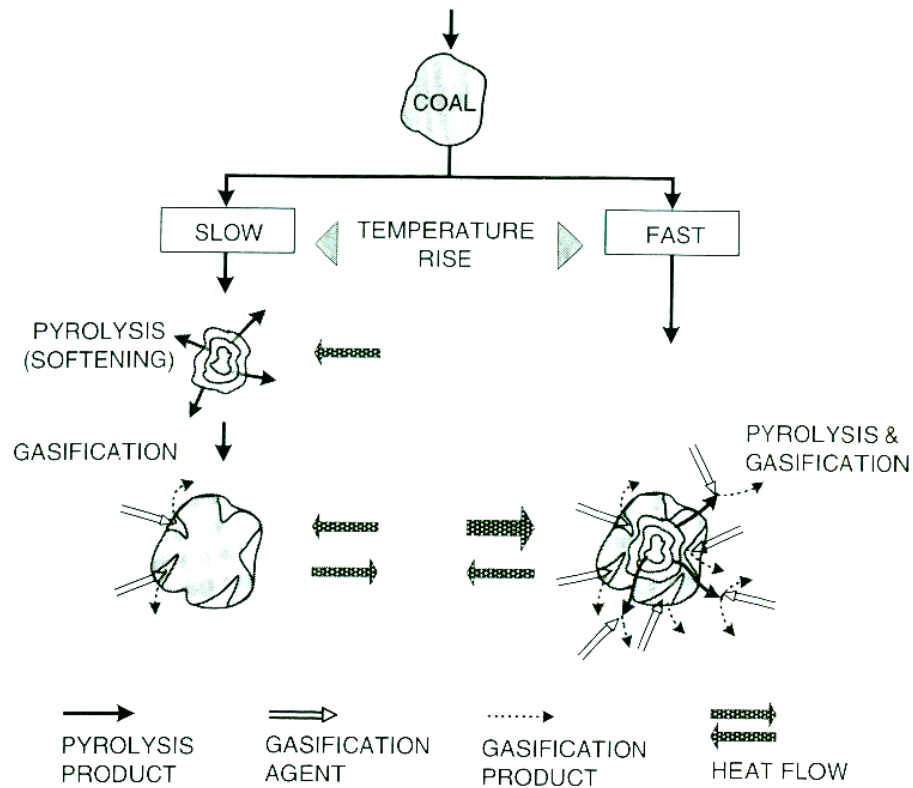 COAL
SLOW
TEMPERATURE
RISE
FAST
PYROLYSIS
(SOFTENING)
GASIFICATION
PYROLYSIS &
GASIFICATION
PYROLYSIS
PRODUCT
GASIFICATION
AGENT
GASIFICATION
PRODUCT
HEAT FLOW